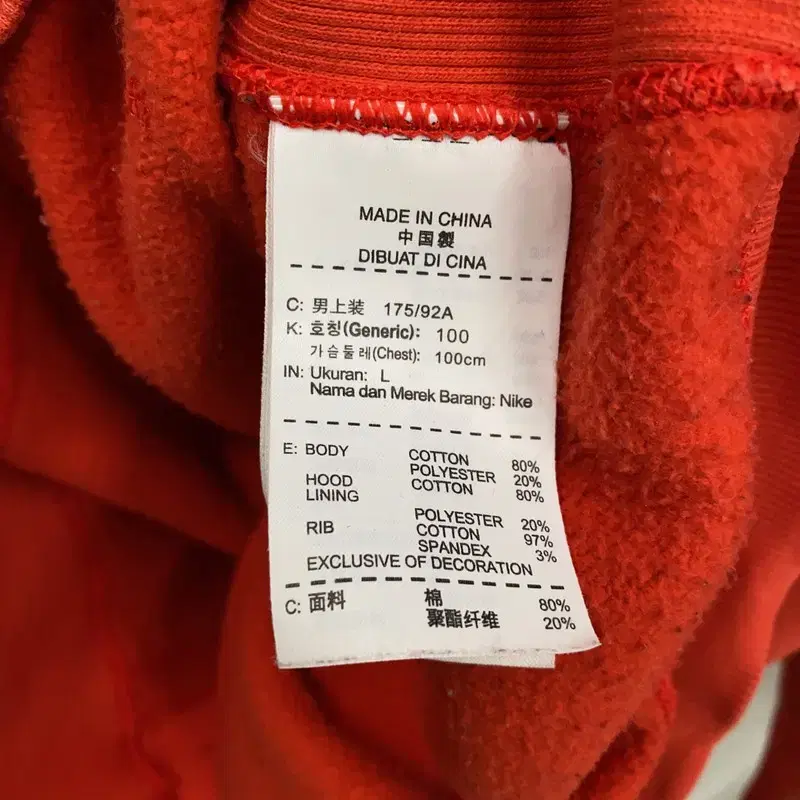 MADE IN CHINA
中国製
DIBUAT DI CINA
C: 男上装 175/92A
K: 호칭(Generic): 100
가슴둘레(Chest): 100cm
IN: Ukuran: L
Nama dan Merek Barang: Nike
E: BODY COTTON 80%
POLYESTER 20%
HOOD LINING COTTON 80%
POLYESTER 20%
RIB COTTON 97%
SPANDEX 3%
EXCLUSIVE OF DECORATION
C: 面料 棉 80%
聚酯纤维 20%